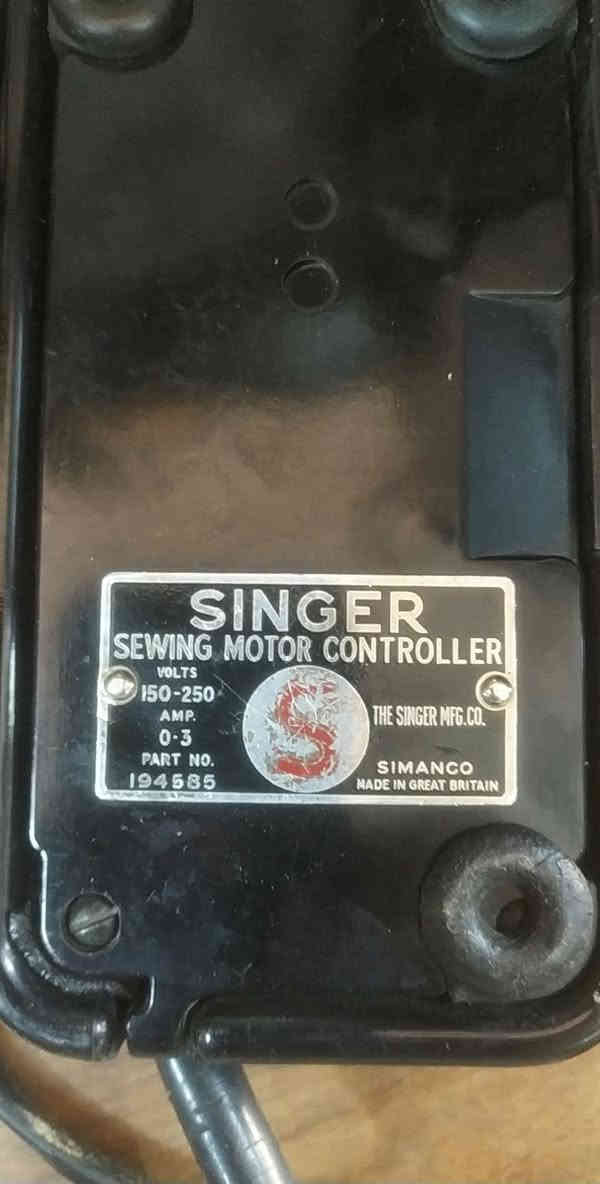 SINGER
SEWING MOTOR CONTROLLER
VOLTS
150-250
AMP.
0-3
PART NO.
194585
S
THE SINGER MFG.CO.
SIMANCO
MADE IN GREAT BRITAIN